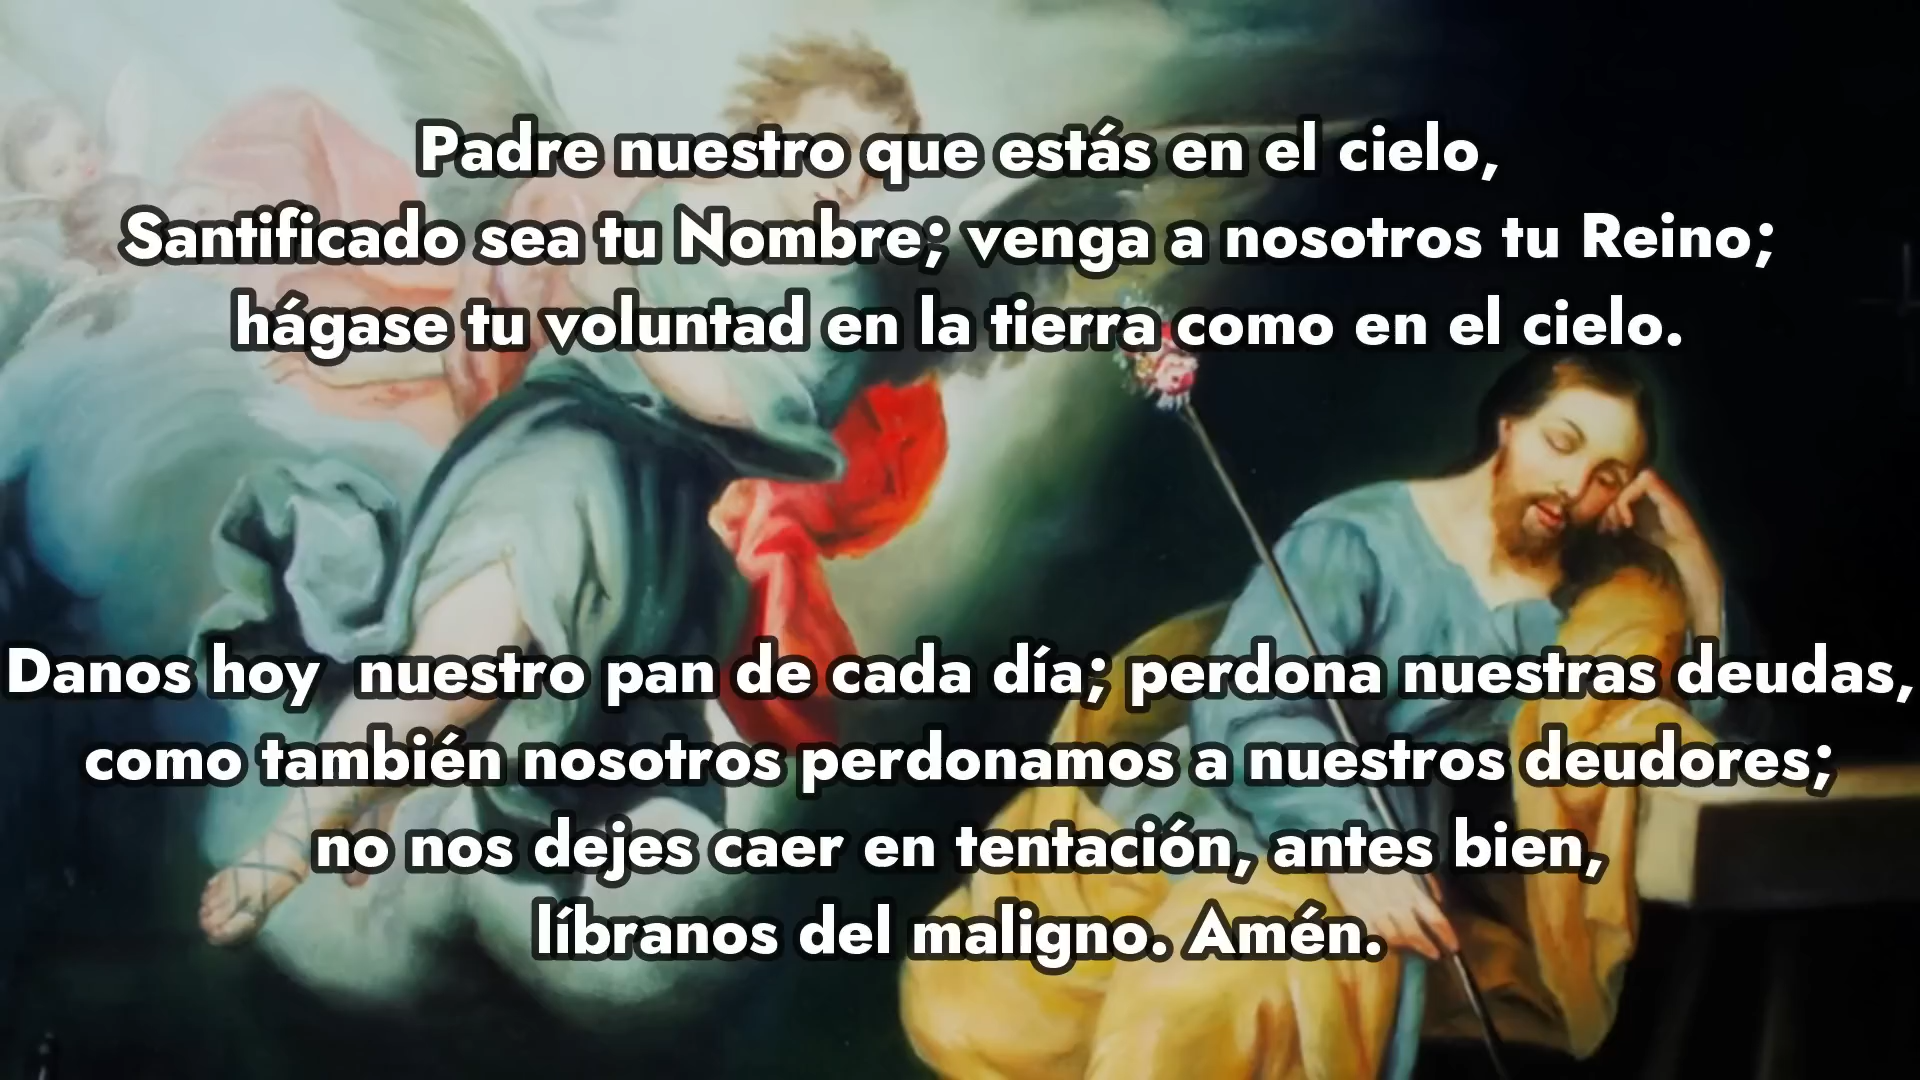 Padre nuestro que estás en el cielo,
Santificado sea tu Nombre; venga a nosotros tu Reino;
hágase tu voluntad en la tierra como en el cielo.
Danos hoy  nuestro pan de cada día; perdona nuestras deudas,
como también nosotros perdonamos a nuestros deudores;
no nos dejes caer en tentación, antes bien,
líbranos del maligno. Amén.